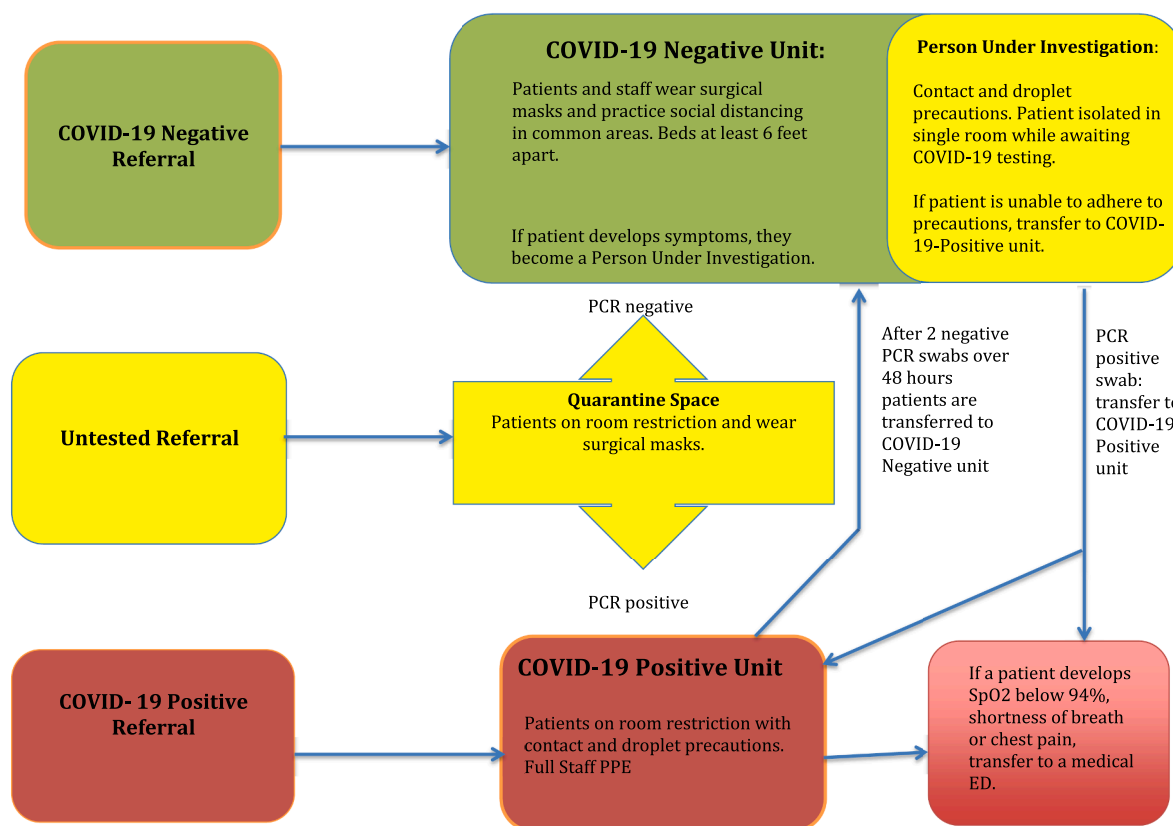 COVID-19 Negative
Referral
COVID-19 Negative Unit:
Patients and staff wear surgical
masks and practice social distancing
in common areas. Beds at least 6 feet
apart.
If patient develops symptoms, they
become a Person Under Investigation.
Person Under Investigation:
Contact and droplet
precautions. Patient isolated in
single room while awaiting
COVID-19 testing.
If patient is unable to adhere to
precautions, transfer to COVID-
19-Positive unit.
PCR negative
Untested Referral
Quarantine Space
Patients on room restriction and wear
surgical masks.
PCR positive
After 2 negative
PCR swabs over
48 hours
patients are
transferred to
COVID-19
Negative unit
PCR
positive
swab:
transfer to
COVID-19
Positive
unit
COVID- 19 Positive
Referral
COVID-19 Positive Unit
Patients on room restriction with
contact and droplet precautions.
Full Staff PPE
If a patient develops
SpO2 below 94%,
shortness of breath
or chest pain,
transfer to a medical
ED.